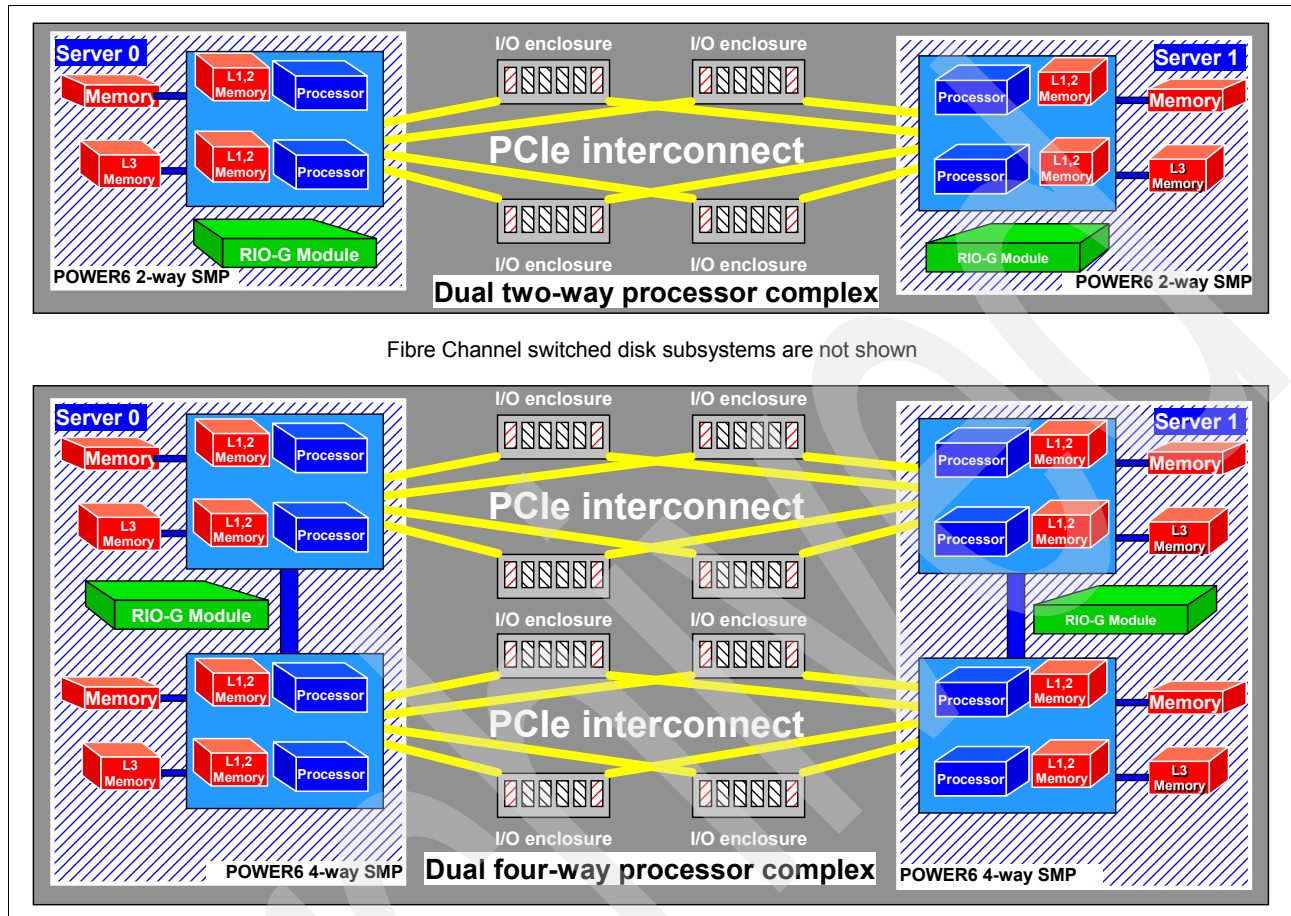 Server 0
I/O enclosure
I/O enclosure
Server 1
L1,2
Memory
Processor
Memory
Processor
L1,2
Memory
Memory
PCIe interconnect
L3
Memory
L1,2
Memory
Processor
Processor
L1,2
Memory
L3
Memory
RIO-G Module
I/O enclosure
I/O enclosure
RIO-G Module
POWER6 2-way SMP
Dual two-way processor complex
POWER6 2-way SMP
Fibre Channel switched disk subsystems are not shown
Server 0
I/O enclosure
I/O enclosure
Server 1
L1,2
Memory
Processor
Memory
Processor
L1,2
Memory
Memory
PCIe interconnect
L3
Memory
L1,2
Memory
Processor
Processor
L1,2
Memory
L3
Memory
RIO-G Module
I/O enclosure
I/O enclosure
RIO-G Module
L1,2
Memory
Processor
Memory
Processor
L1,2
Memory
Memory
PCIe interconnect
L3
Memory
L1,2
Memory
Processor
Processor
L1,2
Memory
L3
Memory
I/O enclosure
I/O enclosure
POWER6 4-way SMP
Dual four-way processor complex
POWER6 4-way SMP